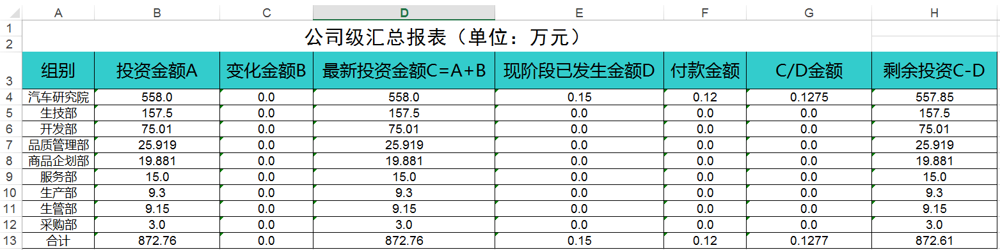 A B C D E F G H
1 公司级汇总报表（单位：万元）
2
3 组别 投资金额A 变化金额B 最新投资金额C=A+B 现阶段已发生金额D 付款金额 C/D金额 剩余投资C-D
4 汽车研究院 558.0 0.0 558.0 0.15 0.12 0.1275 557.85
5 生技部 157.5 0.0 157.5 0.0 0.0 0.0 157.5
6 开发部 75.01 0.0 75.01 0.0 0.0 0.0 75.01
7 品质管理部 25.919 0.0 25.919 0.0 0.0 0.0 25.919
8 商品企划部 19.881 0.0 19.881 0.0 0.0 0.0 19.881
9 服务部 15.0 0.0 15.0 0.0 0.0 0.0 15.0
10 生产部 9.3 0.0 9.3 0.0 0.0 0.0 9.3
11 生管部 9.15 0.0 9.15 0.0 0.0 0.0 9.15
12 采购部 3.0 0.0 3.0 0.0 0.0 0.0 3.0
13 合计 872.76 0.0 872.76 0.15 0.12 0.1277 872.61